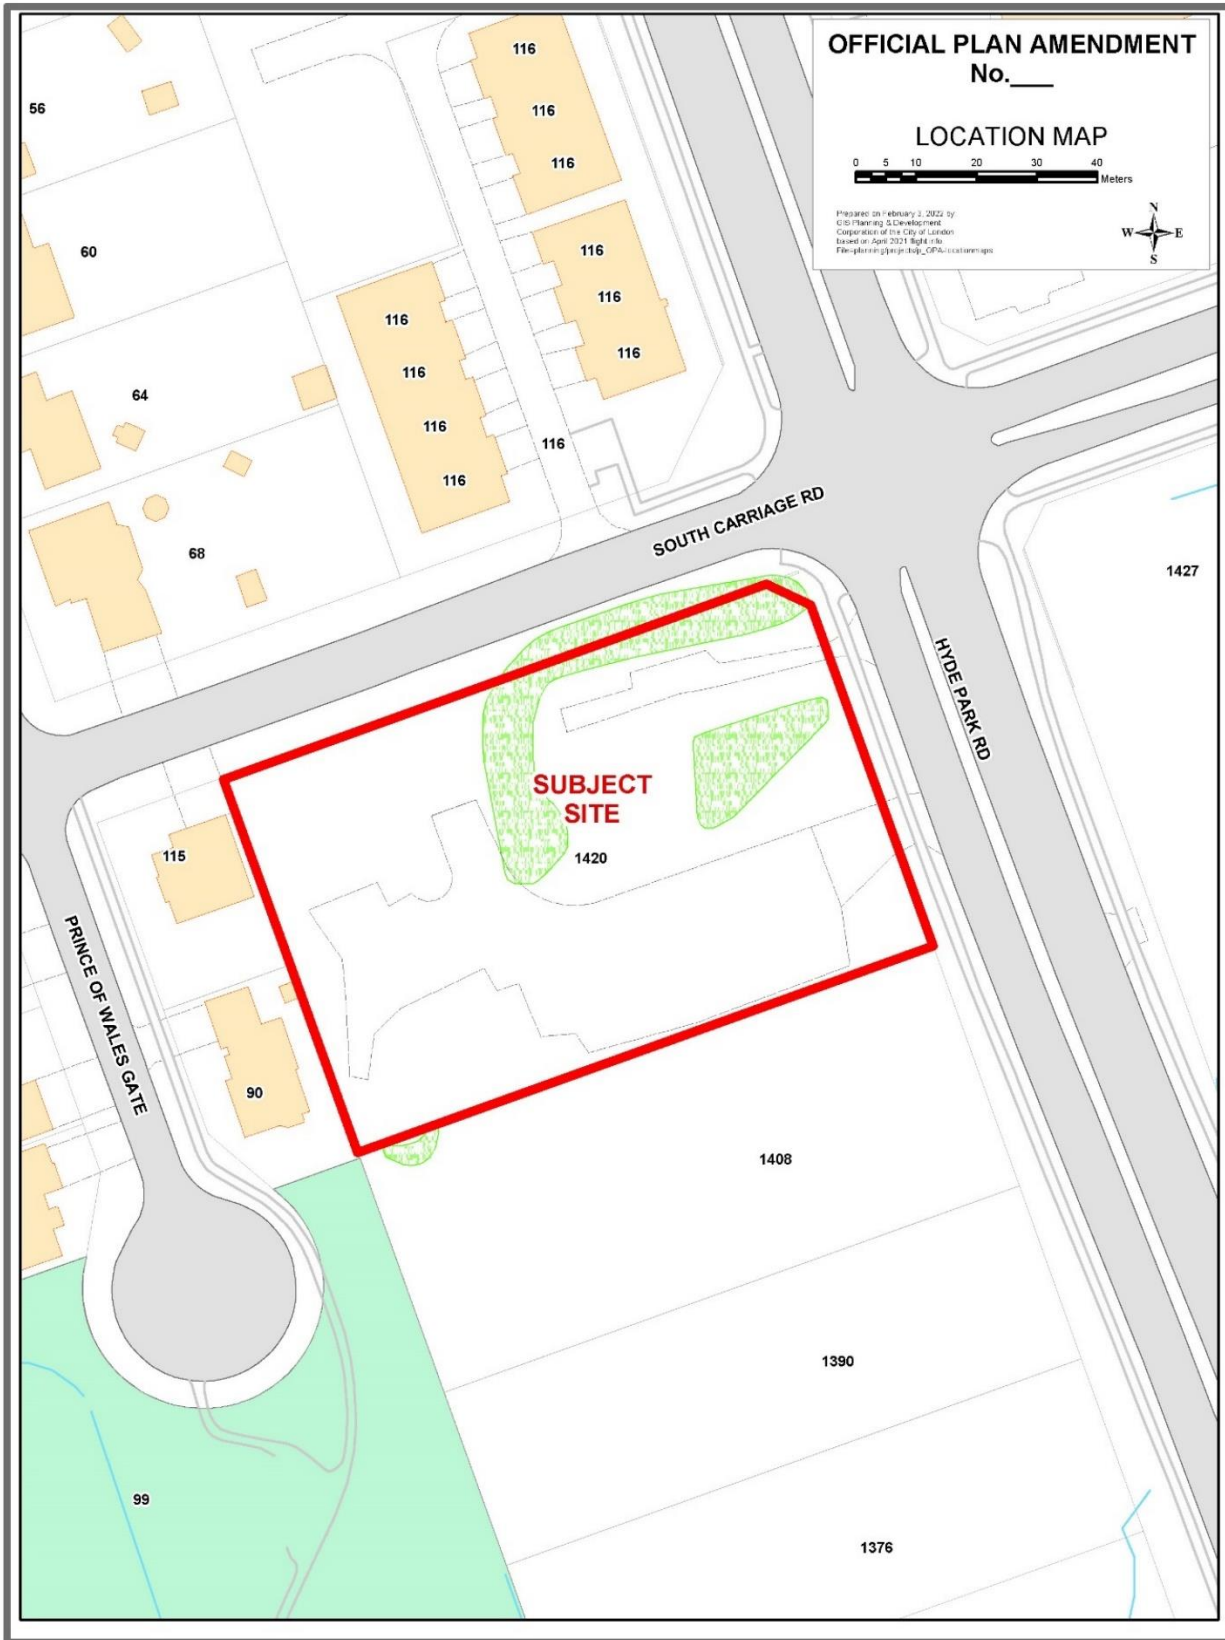 OFFICIAL PLAN AMENDMENT
No.___
LOCATION MAP
0 5 10 20 30 40
Meters
Prepared on February 3, 2022 by
GIS Planning & Development
Corporation of the City of London
based on April 2021 flight info
N
W E
S
56
116
116
116
60
116
116
116
116
116
116
116
64
116
68
SOUTH CARRIAGE RD
1427
HYDE PARK RD
SUBJECT
SITE
1420
115
PRINCE OF WALES GATE
90
1408
1390
99
1376